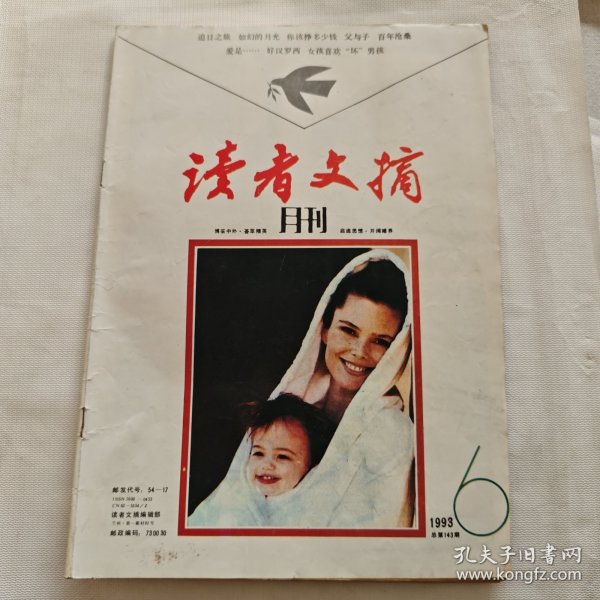 追日之旅 如幻的月光 你该挣多少钱 父与子 百年沧桑
爱是…… 好汉罗西 女孩喜欢“坏”男孩
读者文摘
月刊
博采中外·荟萃精英 启迪思想·开阔眼界
邮发代号：54—17
读者文摘编辑部
邮政编码：730030
1993
总第143期
6
孔夫子旧书网
www.kongfz.com